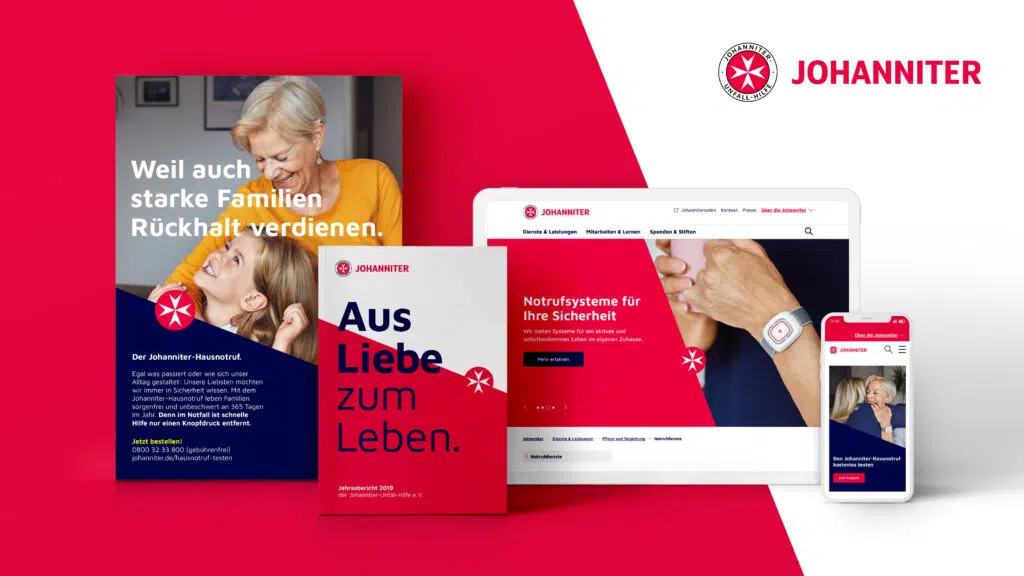 JOHANNITER-
UNFALL-HILFE
JOHANNITER
Weil auch
starke Familien
Rückhalt verdienen.
Der Johanniter-Hausnotruf.
Egal was passiert oder wie sich unser
Alltag gestaltet: Unsere Liebsten möchten
wir immer in Sicherheit wissen. Mit dem
Johanniter-Hausnotruf leben Familien
sorgenfrei und unbeschwert an 365 Tagen
im Jahr. Denn im Notfall ist schnelle
Hilfe nur einen Knopfdruck entfernt.
Jetzt bestellen!
0800 32 33 800 (gebührenfrei)
johanniter.de/hausnotruf-testen
JOHANNITER
Aus
Liebe
zum
Leben.
Jahresbericht 2019
der Johanniter-Unfall-Hilfe e.V.
JOHANNITER
Johanniterorden Kontakt Presse Über die Johanniter
Dienste & Leistungen Mitarbeiten & Lernen Spenden & Stiften
Notrufsysteme für
Ihre Sicherheit
Wir mieten Systeme für ein aktives und
selbstbestimmtes Leben im eigenen Zuhause.
Mehr erfahren
Johanniter Dienste & Leistungen Pflege und Begleitung Notrufdienste
Notrufdienste
Über die Johanniter
JOHANNITER
Den Johanniter-Hausnotruf
kostenlos testen